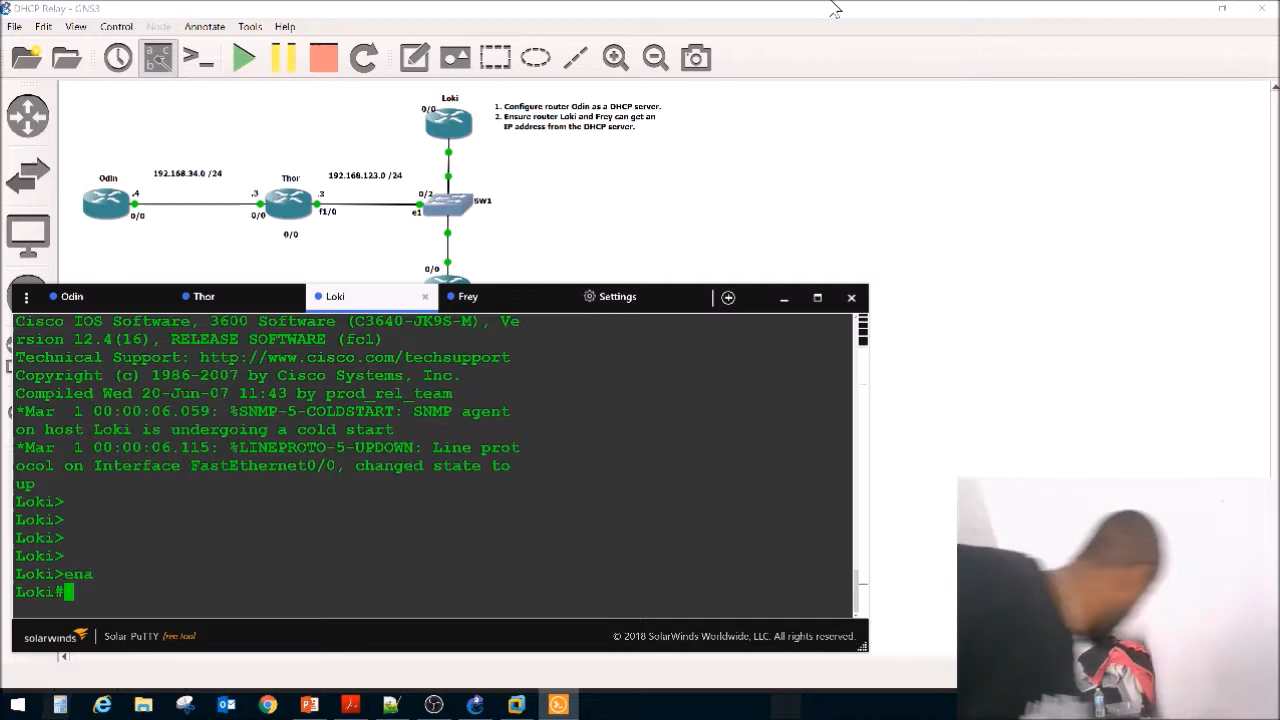 DHCP Relay - GNS3
File Edit View Control Node Annotate Tools Help
Loki
0/0
1. Configure router Odin as a DHCP server.
2. Ensure router Loki and Frey can get an
IP address from the DHCP server.
Odin
192.168.34.0 /24
Thor
192.168.123.0 /24
.4
.3
.3
0/2
SW1
0/0
0/0
f1/0
e1
0/0
0/0
Odin
Thor
Loki
Frey
Settings
Cisco IOS Software, 3600 Software (C3640-JK9S-M), Ve
rsion 12.4(16), RELEASE SOFTWARE (fc1)
Technical Support: http://www.cisco.com/techsupport
Copyright (c) 1986-2007 by Cisco Systems, Inc.
Compiled Wed 20-Jun-07 11:43 by prod_rel_team
*Mar  1 00:00:06.059: %SNMP-5-COLDSTART: SNMP agent
on host Loki is undergoing a cold start
*Mar  1 00:00:06.115: %LINEPROTO-5-UPDOWN: Line prot
ocol on Interface FastEthernet0/0, changed state to
up
Loki>
Loki>
Loki>
Loki>
Loki>ena
Loki#
solarwinds Solar PuTTY free tool
© 2018 SolarWinds Worldwide, LLC. All rights reserved.